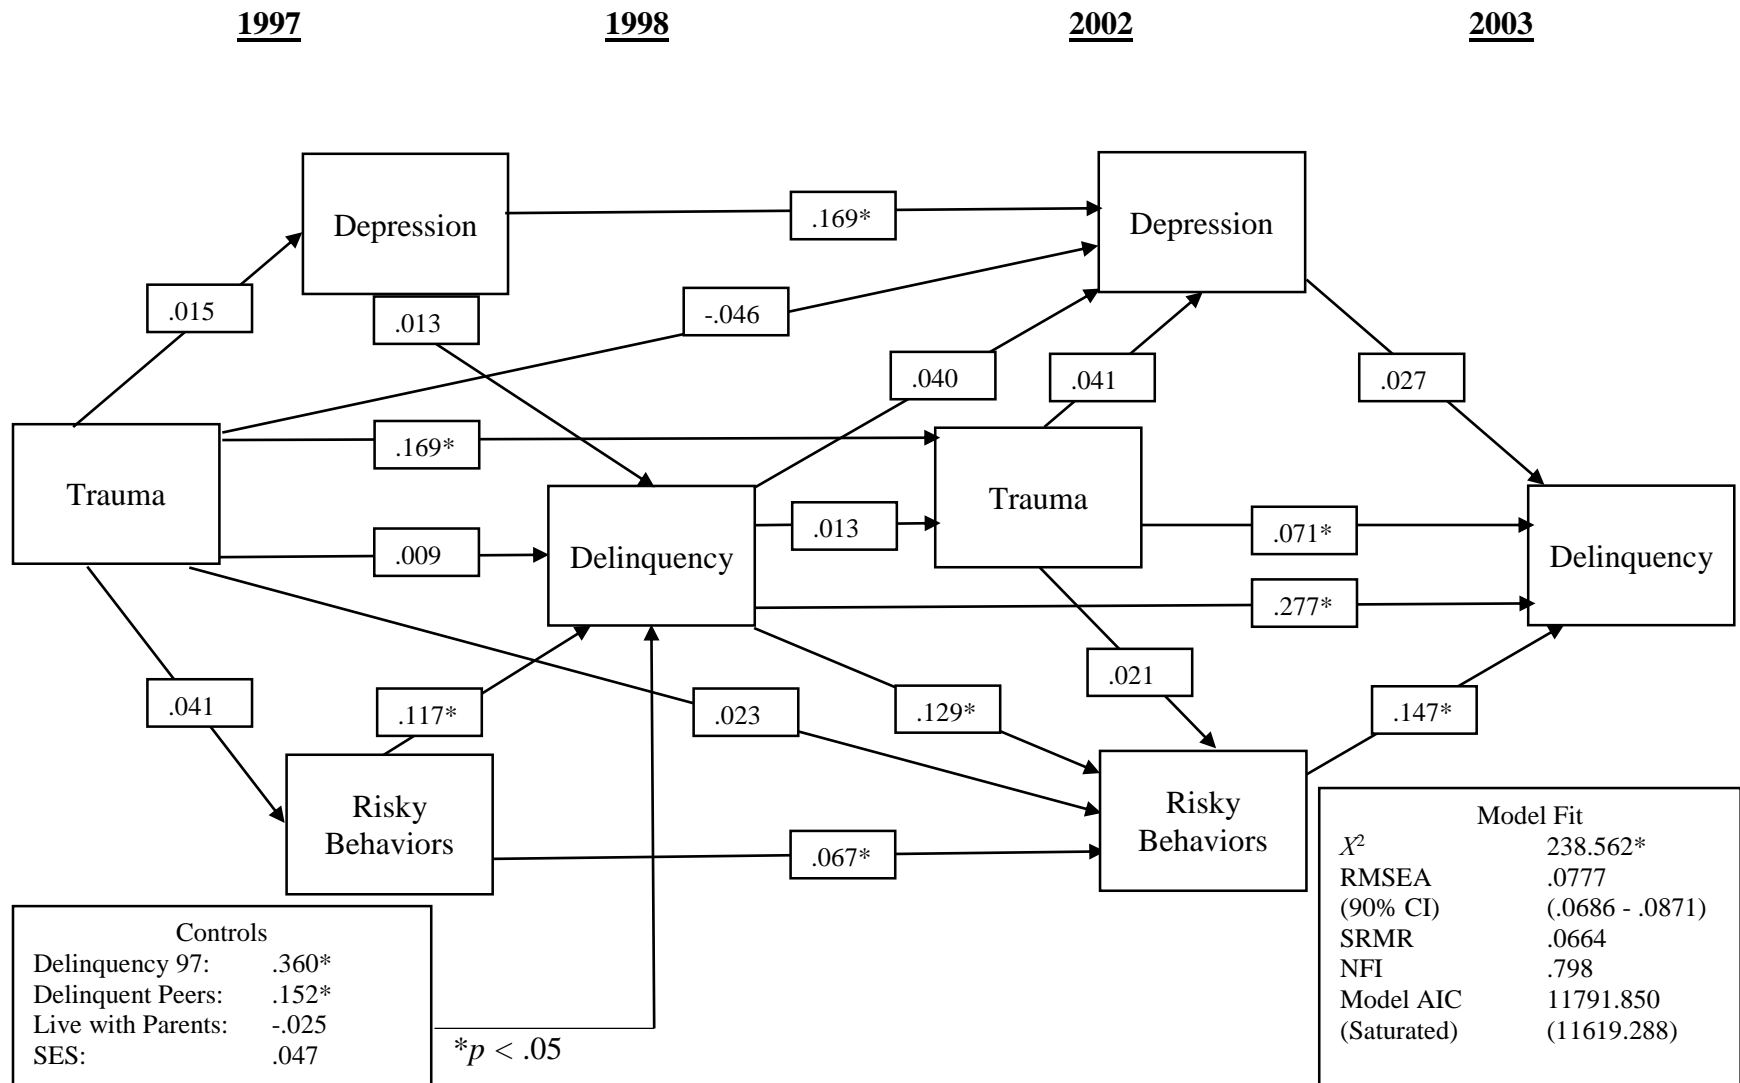 1997 1998 2002 2003
Depression
Depression
.169*
.015
.013
-.046
.040
.041
.027
Trauma
.169*
Trauma
.009
Delinquency
.013
.071*
Delinquency
.277*
.041
.117*
.023
.129*
.021
.147*
Risky
Behaviors
Risky
Behaviors
.067*
Controls
Delinquency 97: .360*
Delinquent Peers: .152*
Live with Parents: -.025
SES: .047
*p < .05
Model Fit
X² 238.562*
RMSEA .0777
(90% CI) (.0686 - .0871)
SRMR .0664
NFI .798
Model AIC 11791.850
(Saturated) (11619.288)